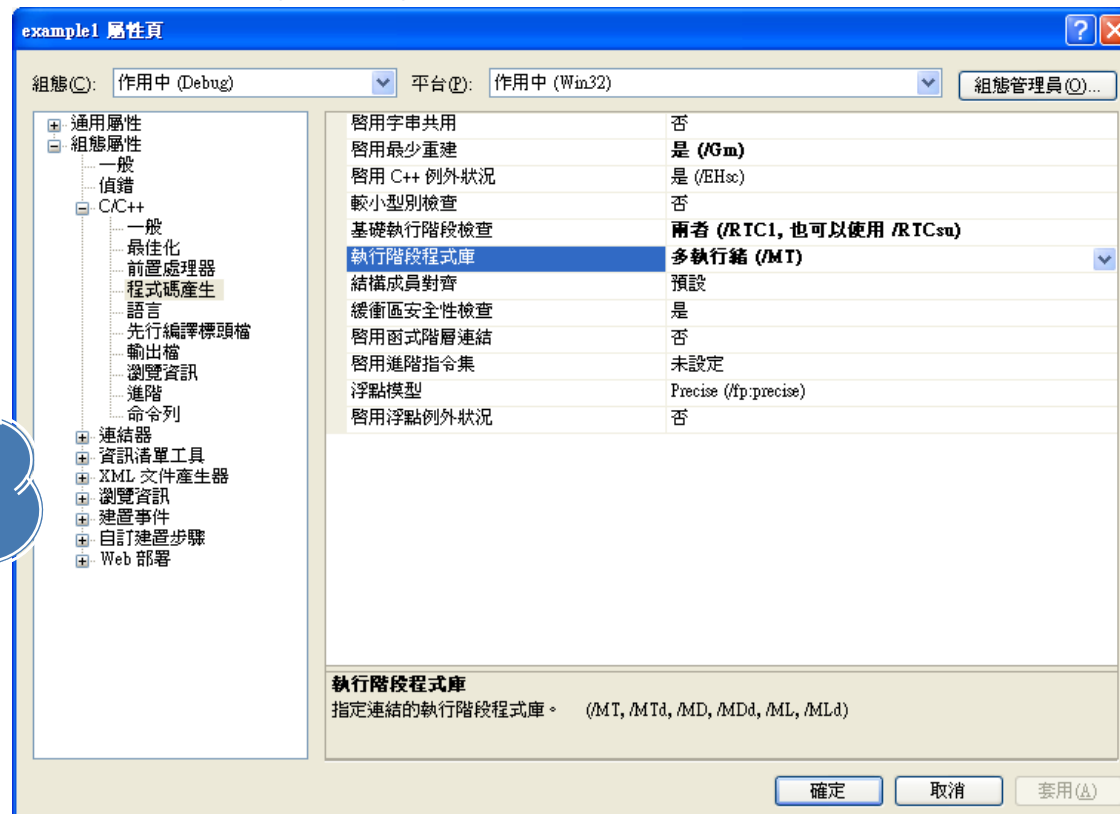 example1 屬性頁
組態(C): 作用中 (Debug) 平台(P): 作用中 (Win32) 組態管理員(O)...
通用屬性
組態屬性
一般
偵錯
C/C++
一般
最佳化
前置處理器
程式碼產生
語言
先行編譯標頭檔
輸出檔
瀏覽資訊
進階
命令列
連結器
資訊清單工具
XML 文件產生器
瀏覽資訊
建置事件
自訂建置步驟
Web 部署
啓用字串共用 否
啓用最少重建 是 (/Gm)
啓用 C++ 例外狀況 是 (/EHsc)
較小型別檢查 否
基礎執行階段檢查 兩者 (/RTC1, 也可以使用 /RTCsu)
執行階段程式庫 多執行緒 (/MT)
結構成員對齊 預設
緩衝區安全性檢查 是
啓用函式階層連結 否
啓用進階指令集 未設定
浮點模型 Precise (/fp:precise)
啓用浮點例外狀況 否
執行階段程式庫
指定連結的執行階段程式庫。 (/MT, /MTd, /MD, /MDd, /ML, /MLd)
確定 取消 套用(A)